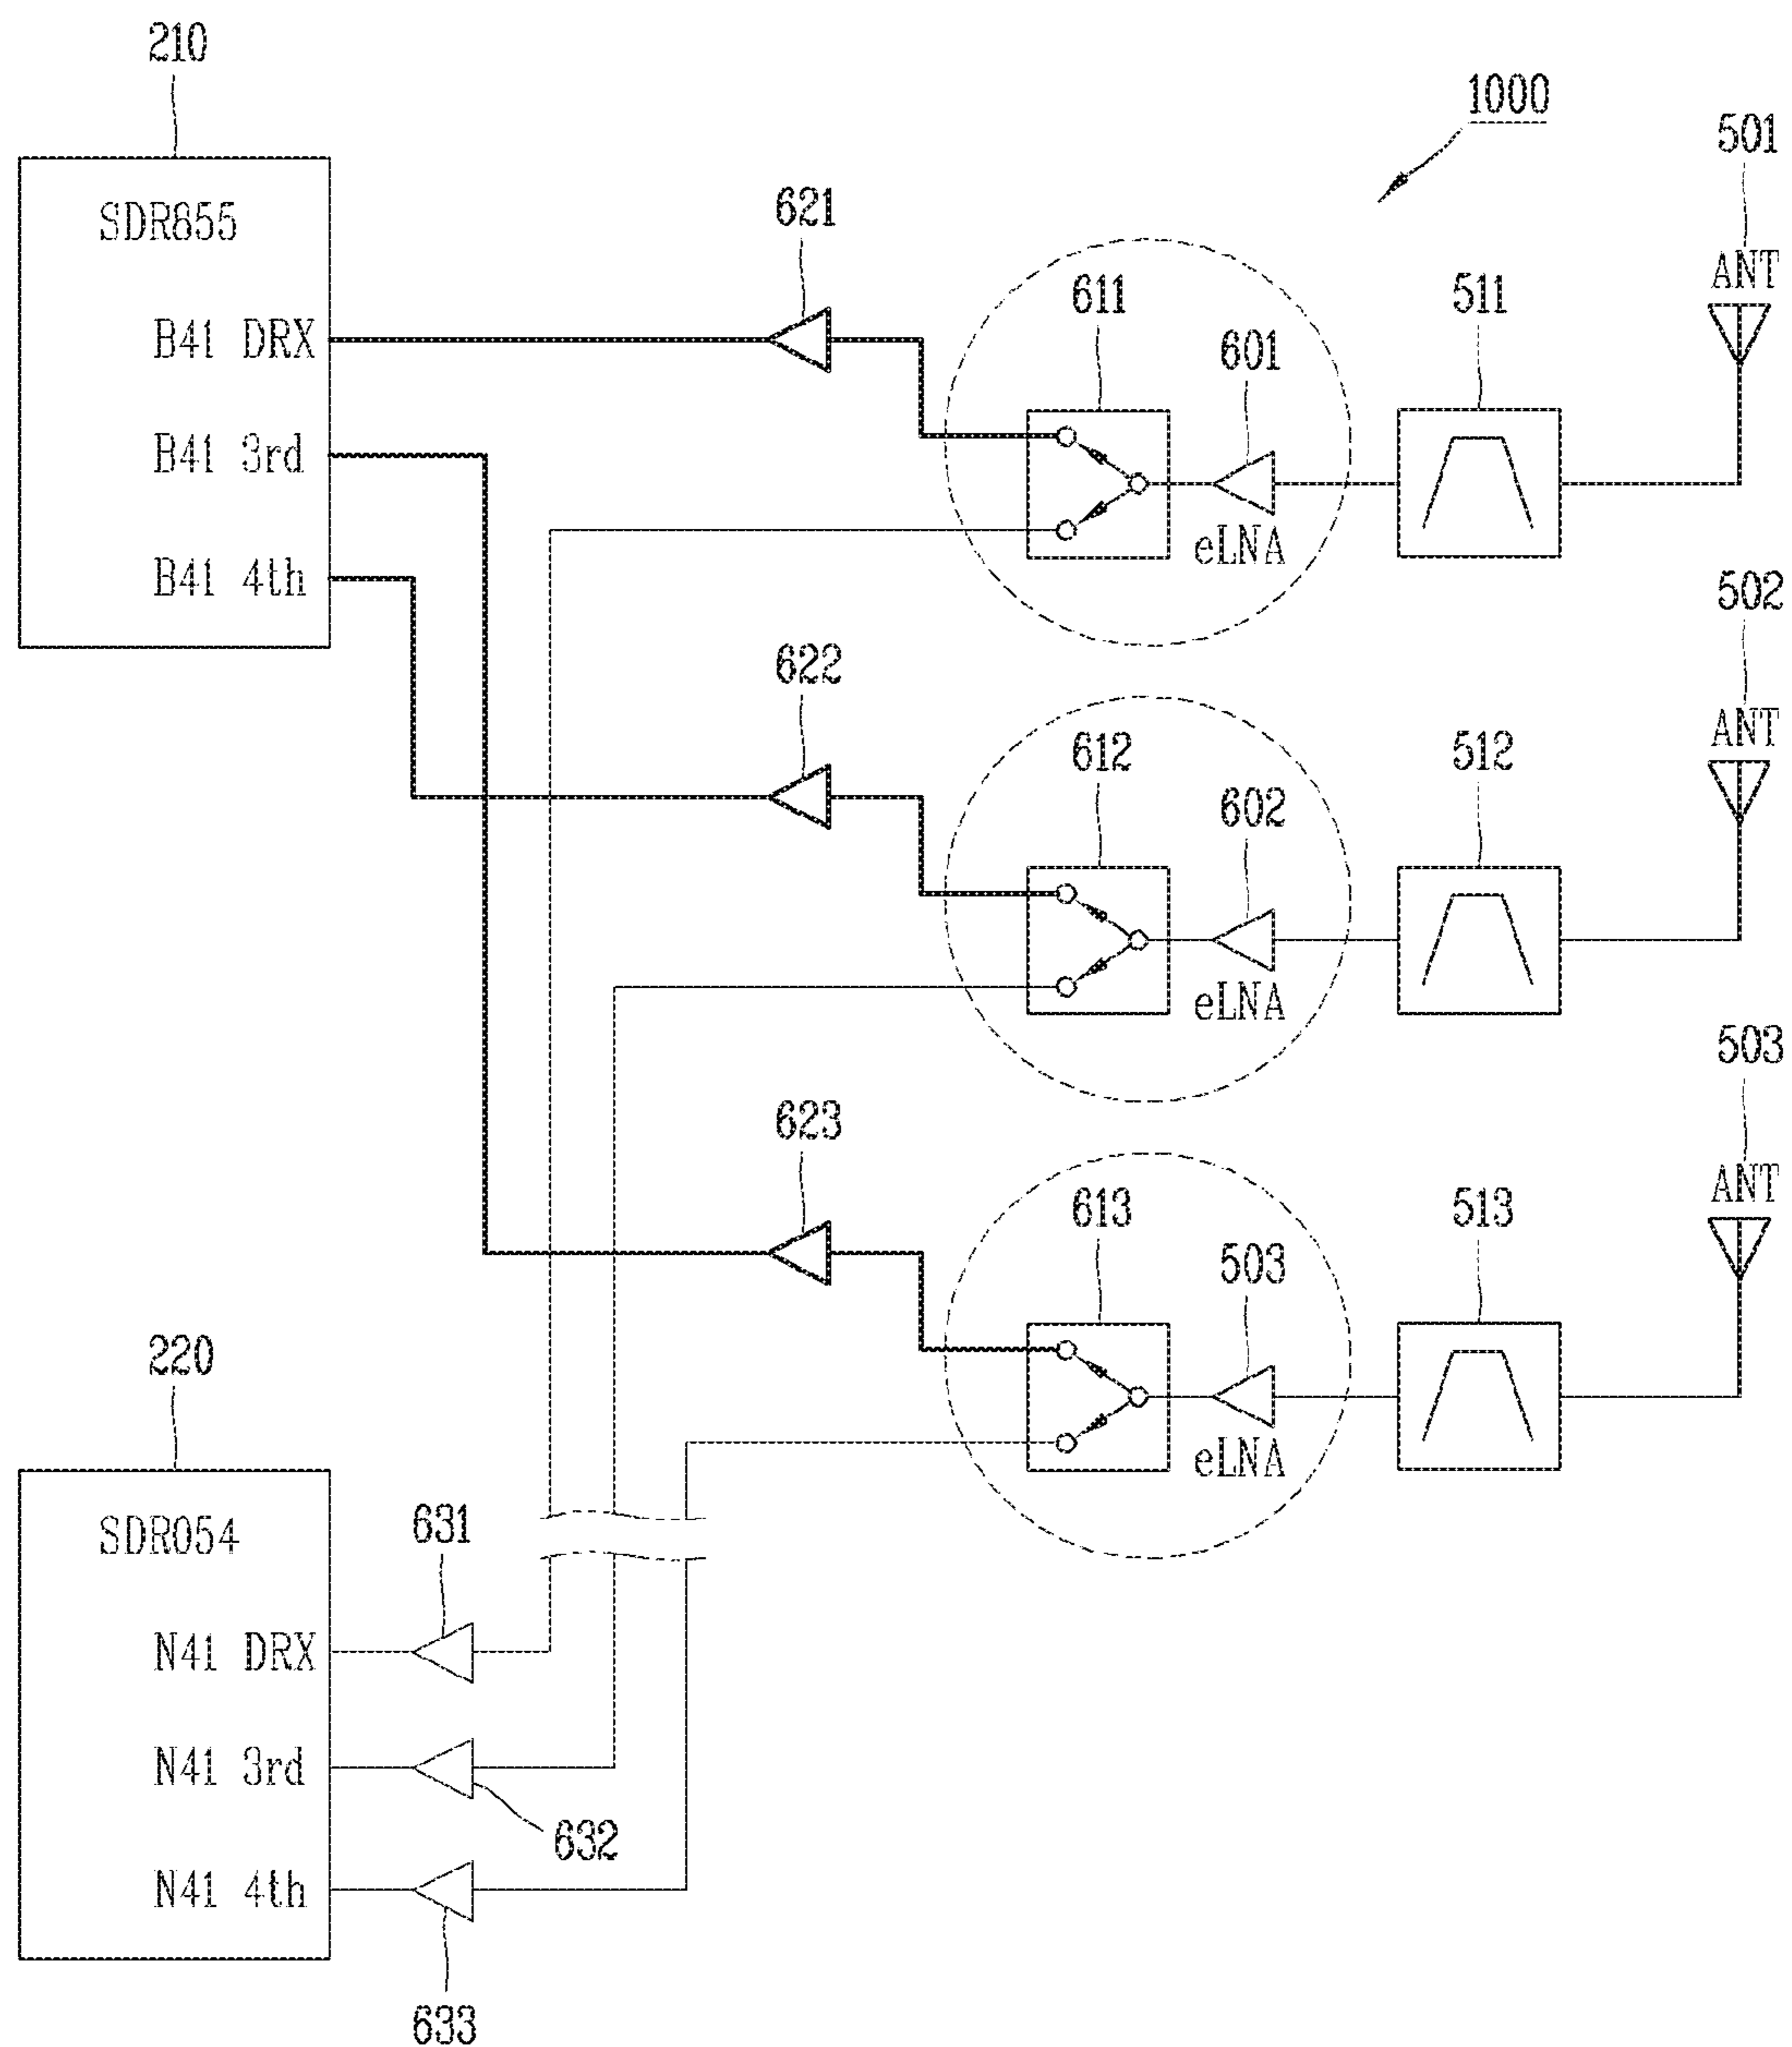 210
1000
501
SDR855
621
ANT
611
511
B41 DRX
601
B41 3rd
eLNA
B41 4th
502
622
ANT
612
512
602
eLNA
503
623
ANT
613
513
503
220
eLNA
SDR054
631
N41 DRX
N41 3rd
632
N41 4th
633